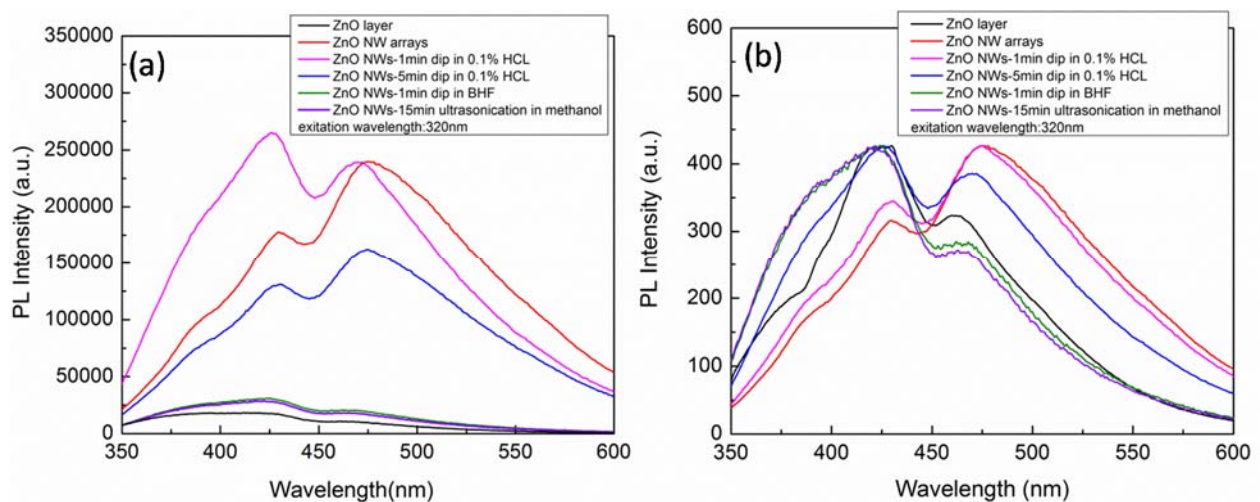 (a)
ZnO layer
ZnO NW arrays
ZnO NWs-1min dip in 0.1% HCL
ZnO NWs-5min dip in 0.1% HCL
ZnO NWs-1min dip in BHF
ZnO NWs-15min ultrasonication in methanol
exitation wavelength:320nm
PL Intensity (a.u.)
350000
300000
250000
200000
150000
100000
50000
0
350 400 450 500 550 600
Wavelength(nm)
(b)
ZnO layer
ZnO NW arrays
ZnO NWs-1min dip in 0.1% HCL
ZnO NWs-5min dip in 0.1% HCL
ZnO NWs-1min dip in BHF
ZnO NWs-15min ultrasonication in methanol
exitation wavelength:320nm
PL Intensity (a.u.)
600
500
400
300
200
100
0
350 400 450 500 550 600
Wavelength (nm)